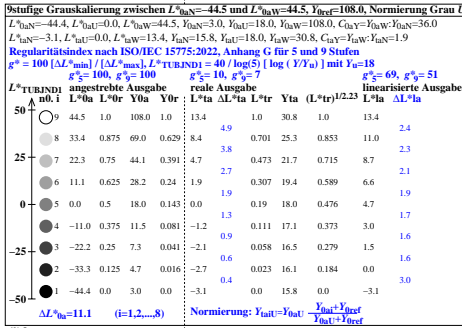 9stufige Grauskalierung zwischen L*0aN=−44.5 und L*0aW=44.5, Y0ref=108.0, Normierung Grau U
L*0aN=−44.4, L*0aU=0.0, L*0aW=44.5, Y0aN=3.0, Y0aU=18.0, Y0aW=108.0, C0aY=Y0aW:Y0aN=36.0
L*taN=−3.1, L*taU=0.0, L*taW=13.4, YtaN=15.8, YtaU=18.0, YtaW=30.8, CtaY=YtaW:YtaN=1.9
Regularitätsindex nach ISO/IEC 15775:2022, Anhang G für 5 und 9 Stufen
g* = 100 [ΔL*min] / [ΔL*max], L*TUBJND1 = 40 / log(5) [ log ( Y/Yu) ] mit Yu=18
g*5= 100, g*9= 100 g*5= 10, g*9= 7 g*5= 69, g*9= 51
L*TUBJND1 angestrebte Ausgabe reale Ausgabe linearisierte Ausgabe
n0. i L*0a L*0r Y0a Y0r L*ta ΔL*ta L*tr Yta (L*tr)1/2.23 L*la ΔL*la
9 44.5 1.0 108.0 1.0 13.4 1.0 30.8 1.0 13.4
4.9 2.4
50
8 33.4 0.875 69.0 0.629 8.4 0.701 25.3 0.853 11.0
3.8 2.3
7 22.3 0.75 44.1 0.391 4.7 0.473 21.7 0.715 8.7
2.7 2.1
6 11.1 0.625 28.2 0.24 1.9 0.307 19.4 0.589 6.6
1.9 1.9
0 5 0.0 0.5 18.0 0.143 0.0 0.19 18.0 0.476 4.7
1.3 1.7
4 −11.0 0.375 11.5 0.081 −1.2 0.111 17.1 0.373 3.0
0.9 1.6
3 −22.2 0.25 7.3 0.041 −2.1 0.058 16.5 0.279 1.5
0.6 1.6
2 −33.3 0.125 4.7 0.016 −2.7 0.023 16.1 0.184 0.0
0.4 3.0
1 −44.4 0.0 3.0 0.0 −3.1 0.0 15.8 0.0 −3.1
−50
ΔL*0a=11.1 (i=1,2,...,8) Normierung: YtaiU=Y0aU (Y0ai+Y0ref)/(Y0aU+Y0ref)